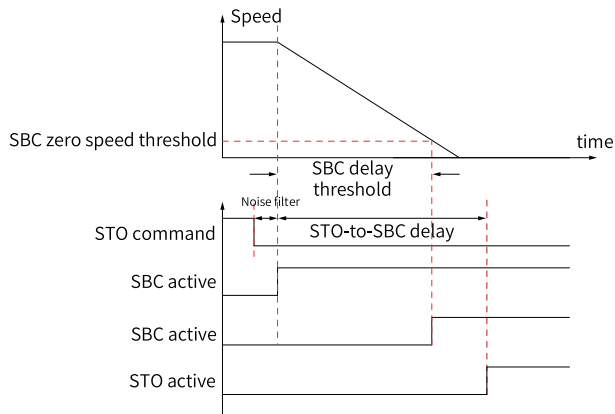 Speed
SBC zero speed threshold
time
SBC delay
threshold
Noise filter
STO command
STO-to-SBC delay
SBC active
SBC active
STO active